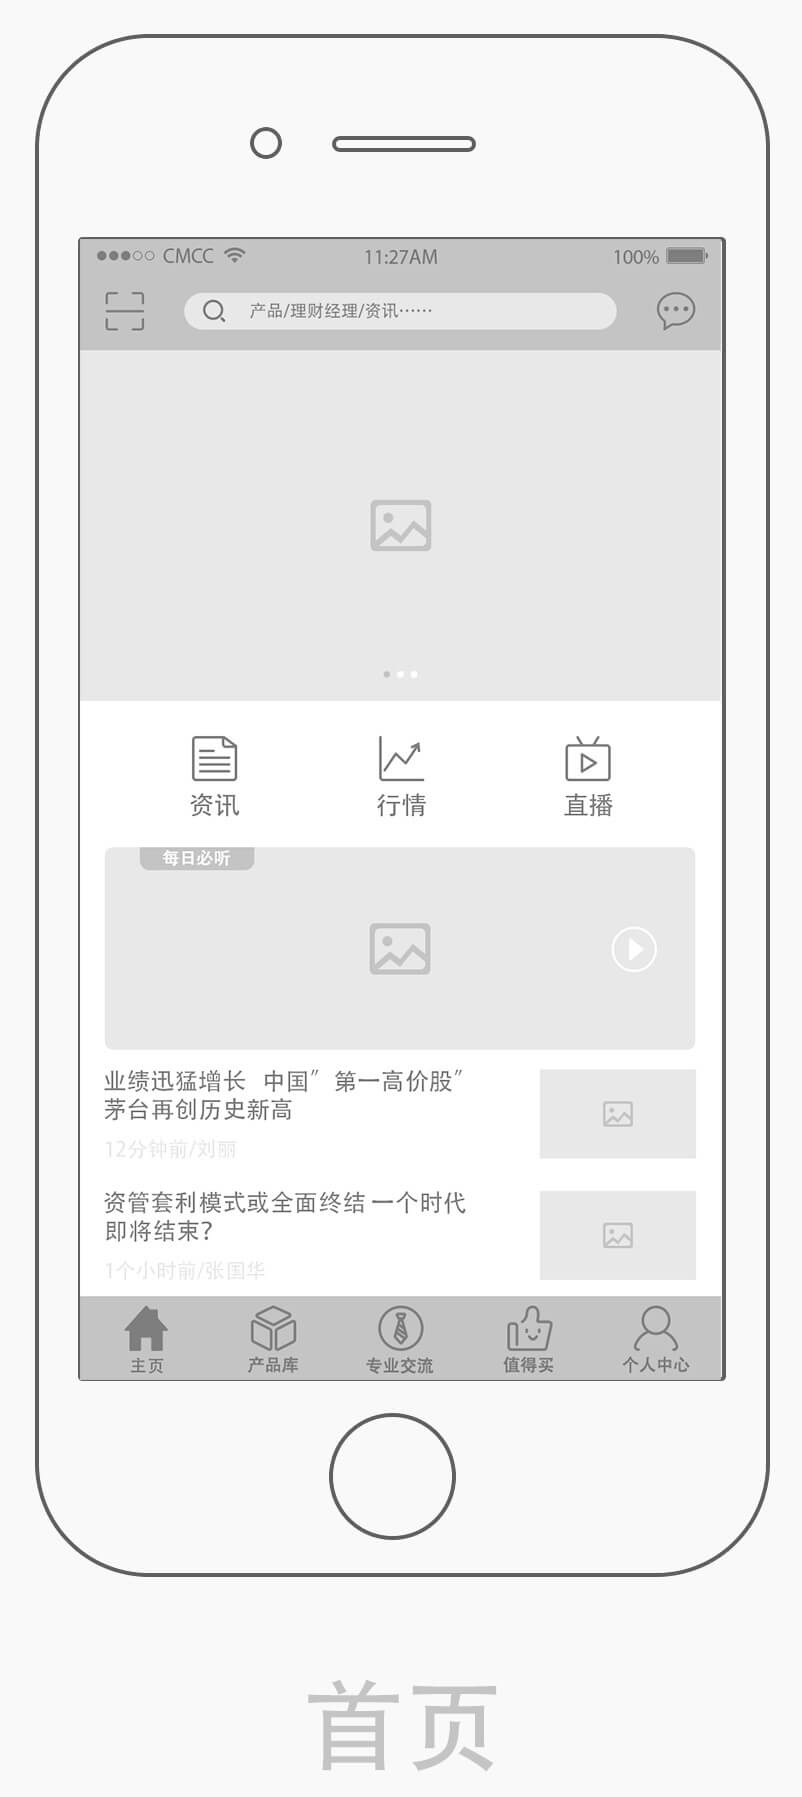 CMCC 11:27AM 100%
产品/理财经理/资讯……
资讯 行情 直播
每日必听
业绩迅猛增长 中国”第一高价股”
茅台再创历史新高
12分钟前/刘丽
资管套利模式或全面终结 一个时代
即将结束?
1个小时前/张国华
主页 产品库 专业交流 值得买 个人中心
首页